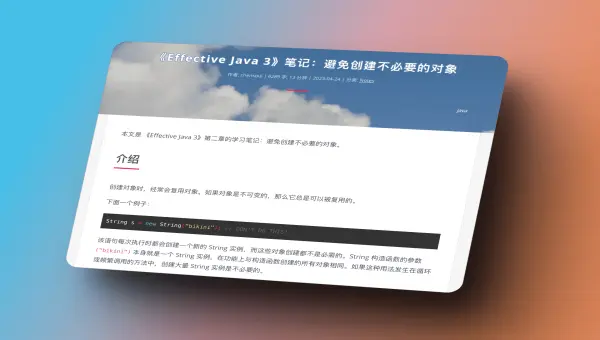 《Effective Java 3》笔记：避免创建不必要的对象
作者 | 字 | 13 分钟 | 2023-04-24 | 分类
java
本文是 《Effective Java 3》第二章的学习笔记：避免创建不必要的对象。
介绍
创建对象时，经常会复用对象。如果对象是不可变的，那么它总是可以被复用的。
下面一个例子：
String s = new String("bikini"); // DON'T DO THIS!
该语句每次执行时都会创建一个新的 String 实例，而这些对象创建都不是必要的。String 构造函数的参数
("bikini") 本身就是一个 String 实例，在功能上与构造函数创建的所有对象相同。如果这种用法发生在循环
或频繁调用的方法中，创建大量 String 实例是不必要的。